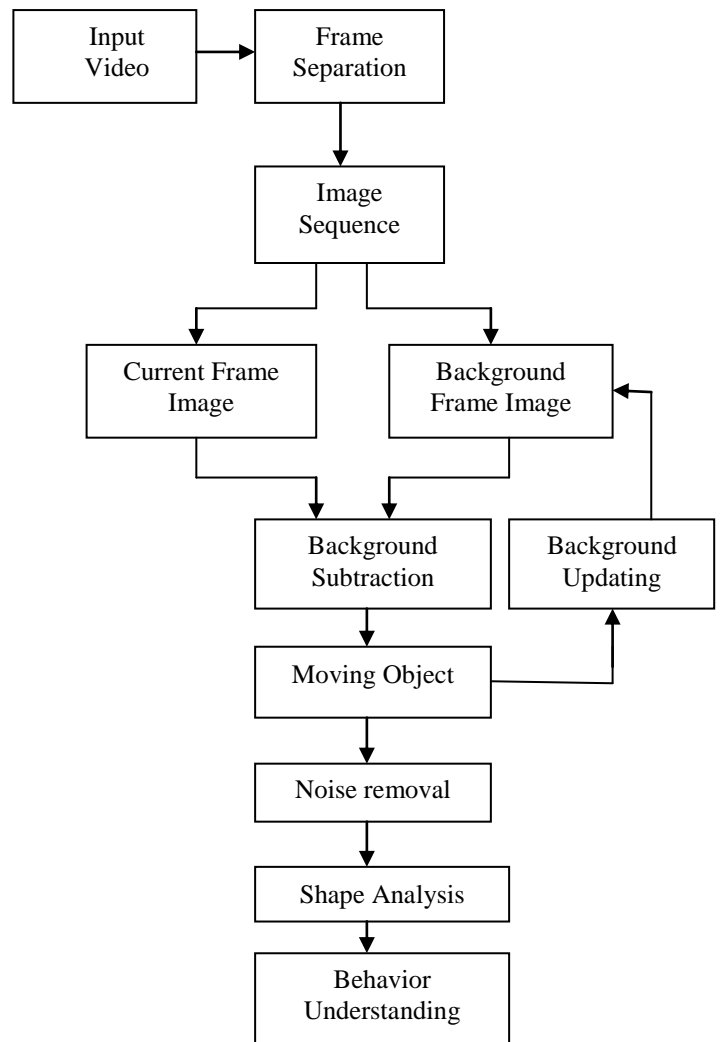 Input
Video
Frame
Separation
Image
Sequence
Current Frame
Image
Background
Frame Image
Background
Subtraction
Background
Updating
Moving Object
Noise removal
Shape Analysis
Behavior
Understanding